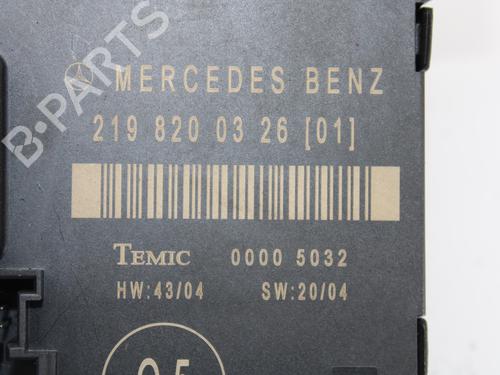 B-PARTS
MERCEDES BENZ
219 820 03 26 [01]
TEMIC 0000 5032
HW:43/04 SW:20/04